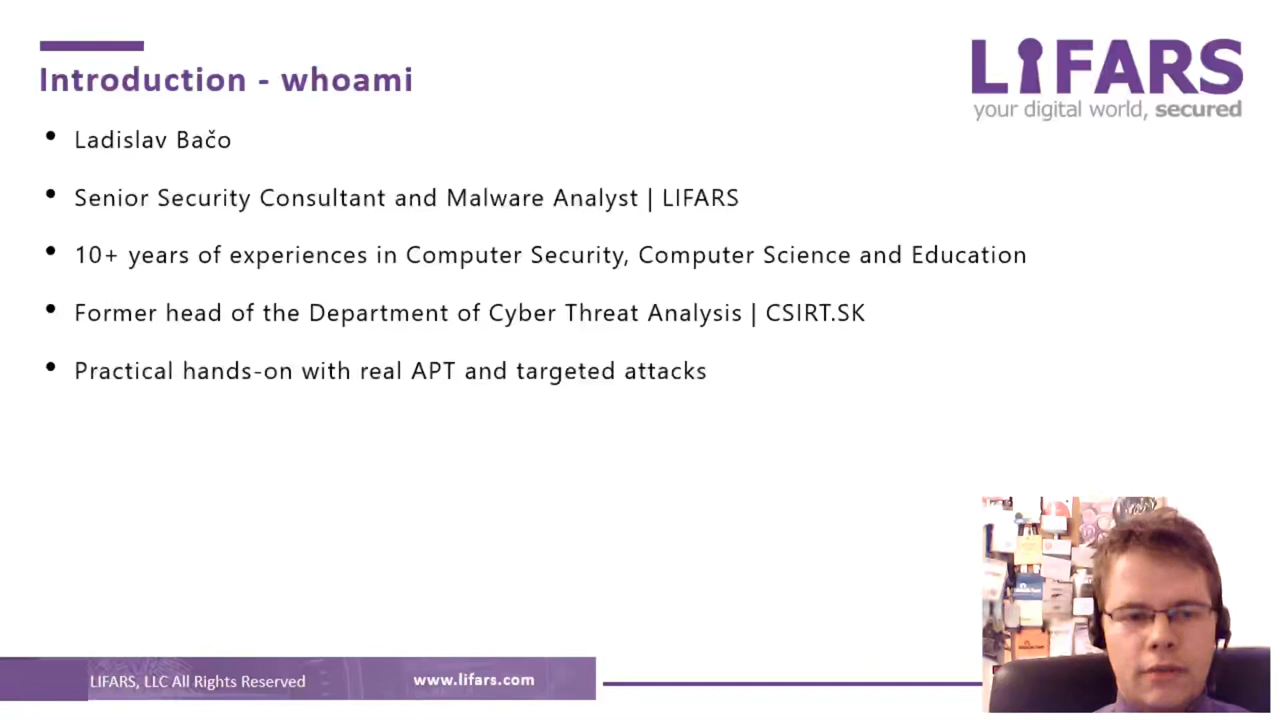 Introduction - whoami
LIFARS
your digital world, secured
• Ladislav Bačo
• Senior Security Consultant and Malware Analyst | LIFARS
• 10+ years of experiences in Computer Security, Computer Science and Education
• Former head of the Department of Cyber Threat Analysis | CSIRT.SK
• Practical hands-on with real APT and targeted attacks
LIFARS, LLC All Rights Reserved
www.lifars.com